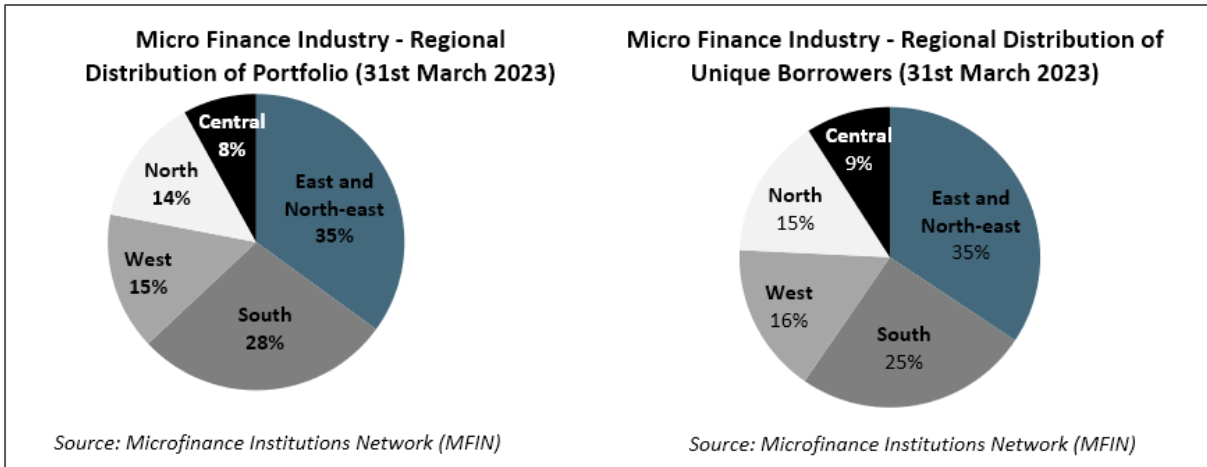 Micro Finance Industry - Regional
Distribution of Portfolio (31st March 2023)
Central
8%
North
14%
East and
North-east
35%
West
15%
South
28%
Source: Microfinance Institutions Network (MFIN)
Micro Finance Industry - Regional Distribution of
Unique Borrowers (31st March 2023)
Central
9%
North
15%
East and
North-east
35%
West
16%
South
25%
Source: Microfinance Institutions Network (MFIN)